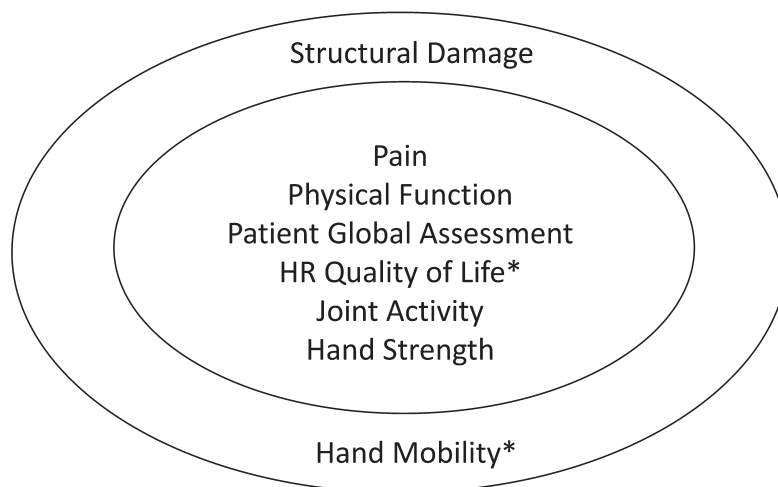 Structural Damage
Pain
Physical Function
Patient Global Assessment
HR Quality of Life*
Joint Activity
Hand Strength
Hand Mobility*